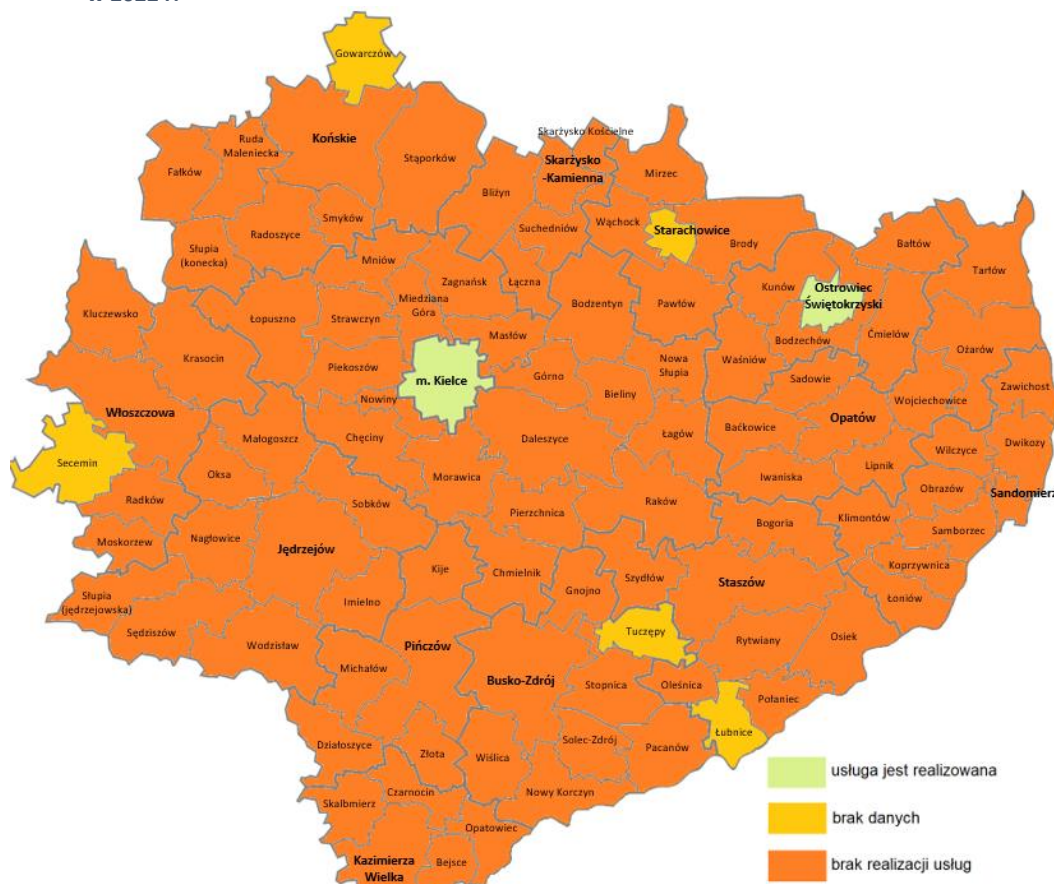 Gowarczów
Ruda
Maleniecka
Końskie
Skarżysko Kościelne
Stąporków
Skarżysko
-Kamienna
Fałków
Bliżyn
Mirzec
Smyków
Wąchock
Starachowice
Radoszyce
Suchedniów
Brody
Bałtów
Słupia
(konecka)
Mniów
Tarłów
Zagnańsk
Łączna
Kunów
Ostrowiec
Świętokrzyski
Miedziana
Góra
Bodzentyn
Pawłów
Kluczewsko
Łopuszno
Strawczyn
Masłów
Bodzechów
Ćmielów
Krasocin
Piekoszów
Nowa
Słupia
Waśniów
Ożarów
m. Kielce
Górno
Sadowie
Zawichost
Nowiny
Bieliny
Wojciechowice
Włoszczowa
Opatów
Małogoszcz
Chęciny
Daleszyce
Łagów
Baćkowice
Dwikozy
Wilczyce
Secemin
Oksa
Morawica
Iwaniska
Lipnik
Obrazów
Sandomierz
Radków
Sobków
Raków
Pierzchnica
Bogoria
Klimontów
Samborzec
Moskorzew
Nagłowice
Jędrzejów
Koprzywnica
Kije
Chmielnik
Gnojno
Szydłów
Staszów
Słupia
(jędrzejowska)
Łoniów
Imielno
Sędziszów
Tuczępy
Rytwiany
Osiek
Wodzisław
Pińczów
Michałów
Busko-Zdrój
Stopnica
Oleśnica
Połaniec
Łubnice
Działoszyce
Złota
Wiślica
Solec-Zdrój
Pacanów
Czarnocin
Nowy Korczyn
Skalbmierz
Opatowiec
Kazimierza
Wielka
Bejsce
usługa jest realizowana
brak danych
brak realizacji usług